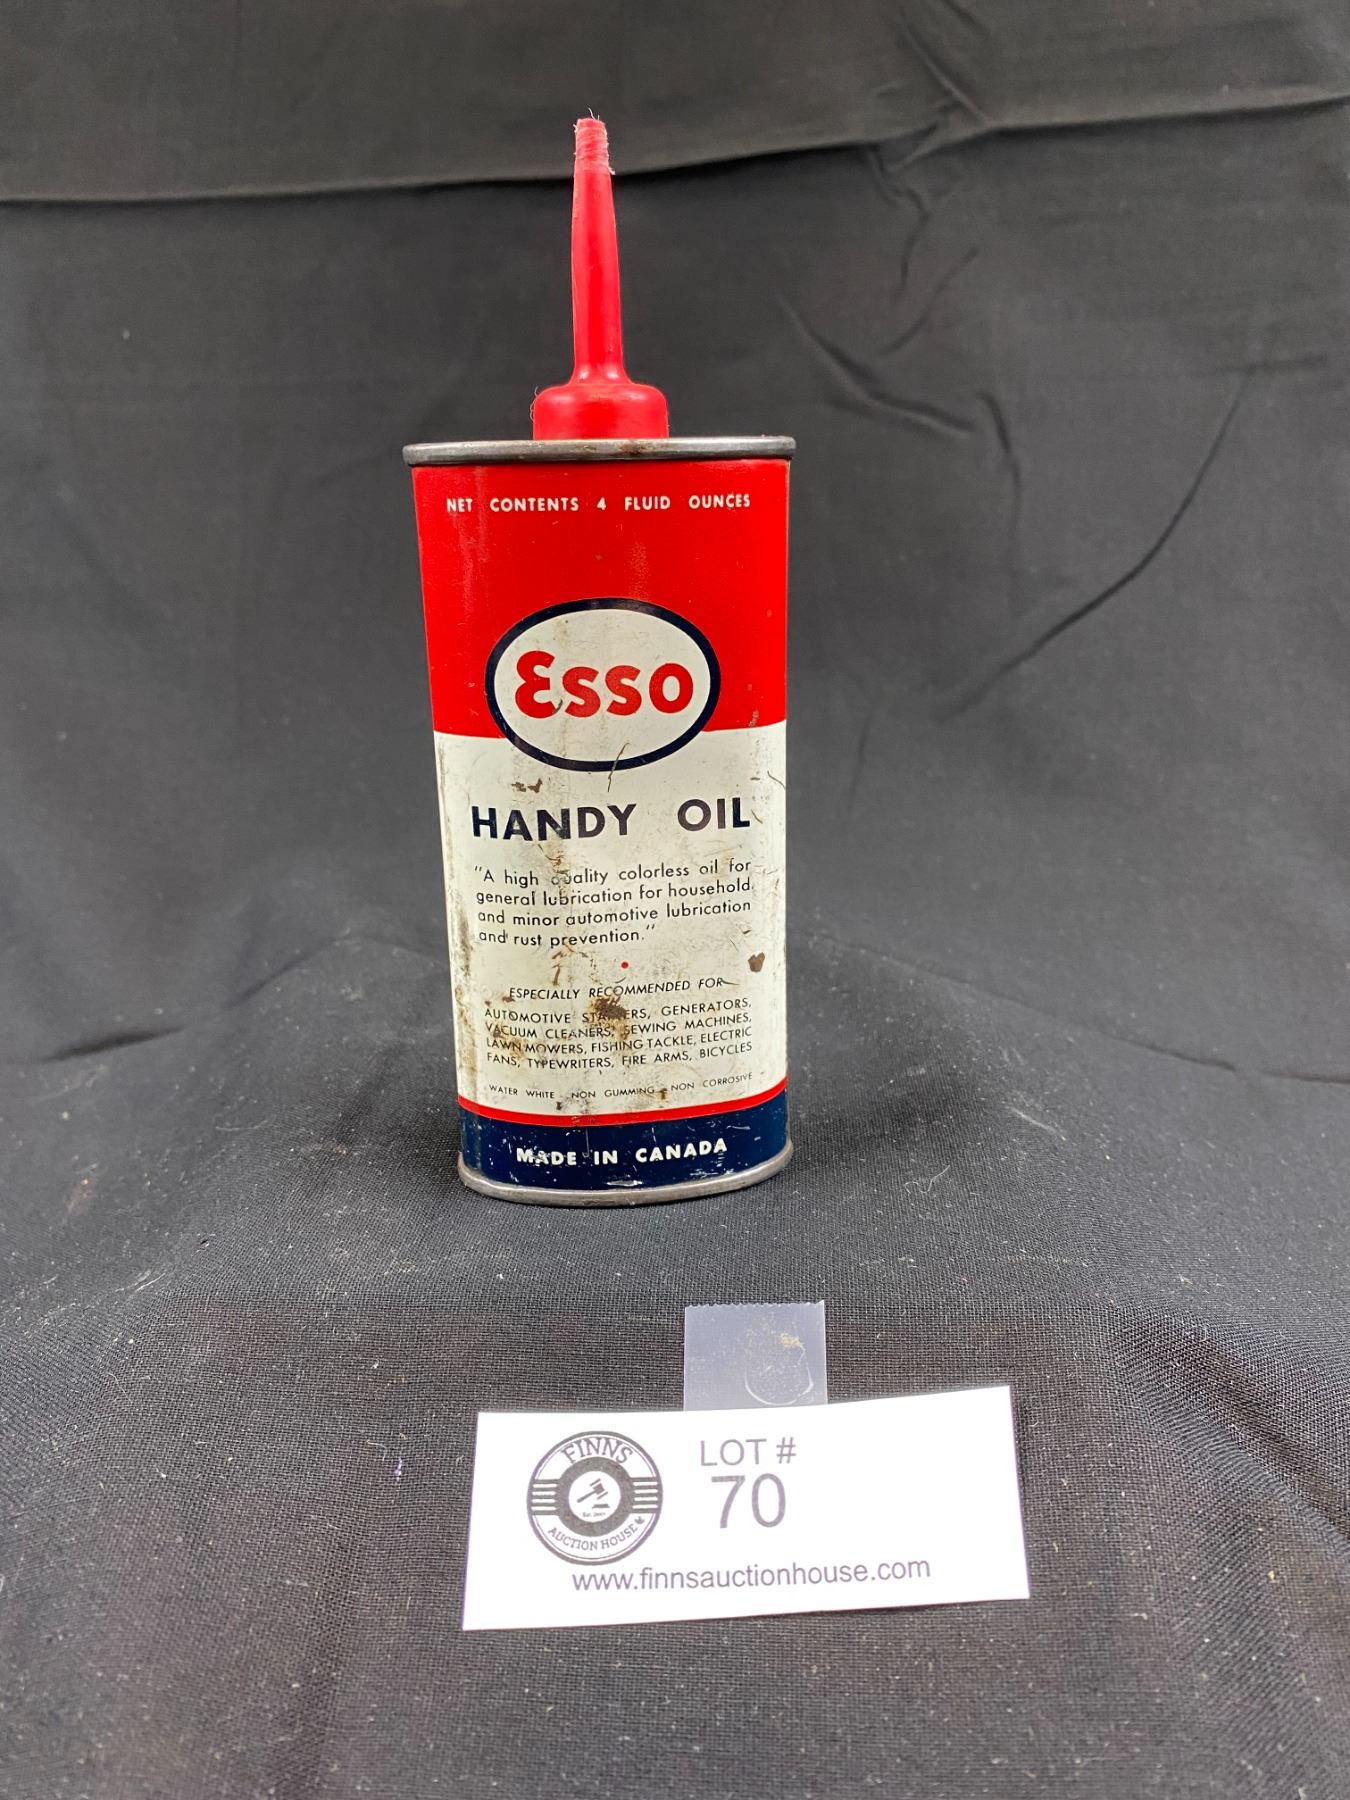 NET CONTENTS 4 FLUID OUNCES
Esso
HANDY OIL
"A high quality colorless oil for
general lubrication for household
and minor automotive lubrication
and rust prevention."
ESPECIALLY RECOMMENDED FOR
AUTOMOTIVE STARTERS, GENERATORS,
VACUUM CLEANERS, SEWING MACHINES,
LAWN MOWERS, FISHING TACKLE, ELECTRIC
FANS, TYPEWRITERS, FIRE ARMS, BICYCLES
WATER WHITE - NON GUMMING - NON CORROSIVE
MADE IN CANADA
FINNS
AUCTION HOUSE
LOT #
70
www.finnsauctionhouse.com